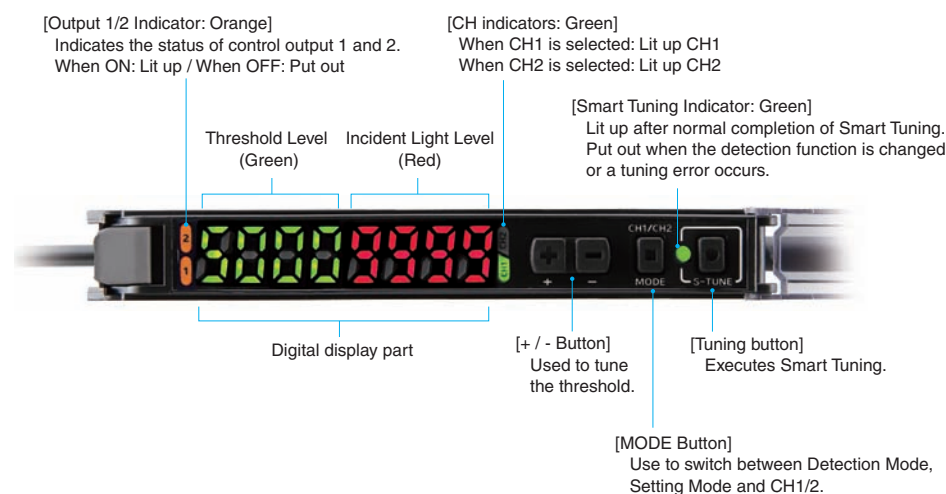 [Output 1/2 Indicator: Orange]
Indicates the status of control output 1 and 2.
When ON: Lit up / When OFF: Put out
[CH indicators: Green]
When CH1 is selected: Lit up CH1
When CH2 is selected: Lit up CH2
[Smart Tuning Indicator: Green]
Lit up after normal completion of Smart Tuning.
Put out when the detection function is changed
or a tuning error occurs.
Threshold Level
(Green)
Incident Light Level
(Red)
2
1
CH2
CH1
+
-
+
-
CH1/CH2
MODE
S-TUNE
Digital display part
[+ / - Button]
Used to tune
the threshold.
[Tuning button]
Executes Smart Tuning.
[MODE Button]
Use to switch between Detection Mode,
Setting Mode and CH1/2.